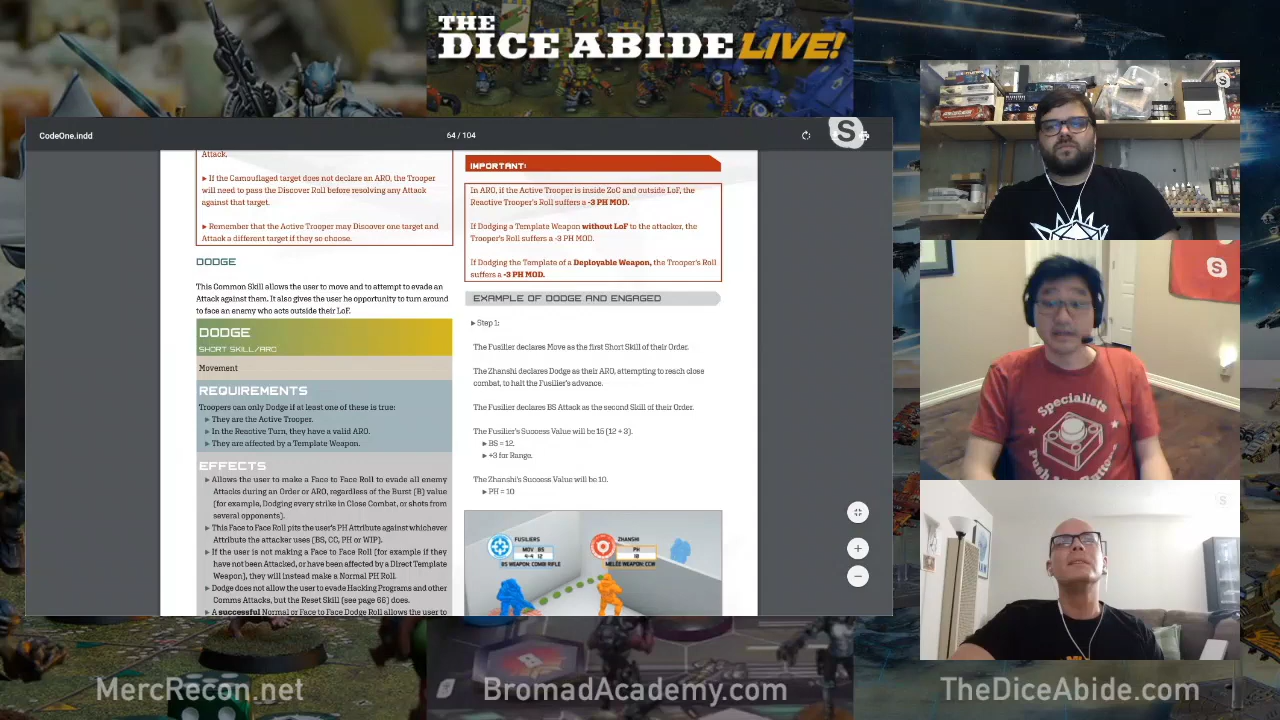 THE
DICE ABIDE LIVE!
CodeOne.indd
64 / 104
Attack.
► If the Camouflaged target does not declare an ARO, the Trooper
will need to pass the Discover Roll before resolving any Attack
against that target.
► Remember that the Active Trooper may Discover one target and
Attack a different target if they so choose.
DODGE
This Common Skill allows the user to move and to attempt to evade an
Attack against them. It also gives the user he opportunity to turn around
to face an enemy who acts outside their LoF.
DODGE
SHORT SKILL/ARO
Movement
REQUIREMENTS
Troopers can only Dodge if at least one of these is true:
► They are the Active Trooper.
► In the Reactive Turn, they have a valid ARO.
► They are affected by a Template Weapon.
EFFECTS
► Allows the user to make a Face to Face Roll to evade all enemy
Attacks during an Order or ARO, regardless of the Burst (B) value
(for example, Dodging every strike in Close Combat, or shots from
several opponents).
► This Face to Face Roll pits the user's PH Attribute against whichever
Attribute the attacker uses (BS, CC, PH or WIP).
► If the user is not making a Face to Face Roll (for example if they
have not been Attacked, or have been affected by a Direct Template
Weapon), they will instead make a Normal PH Roll.
► Dodge does not allow the user to evade Hacking Programs and other
Comms Attacks, but the Reset Skill (see page 66) does.
► A successful Normal or Face to Face Dodge Roll allows the user to
IMPORTANT:
In ARO, if the Active Trooper is inside ZoC and outside LoF, the
Reactive Trooper's Roll suffers a -3 PH MOD.
If Dodging a Template Weapon without LoF to the attacker, the
Trooper's Roll suffers a -3 PH MOD.
If Dodging the Template of a Deployable Weapon, the Trooper's Roll
suffers a -3 PH MOD.
EXAMPLE OF DODGE AND ENGAGED
► Step 1:
The Fusilier declares Move as the first Short Skill of their Order.
The Zhanshi declares Dodge as their ARO, attempting to reach close
combat, to halt the Fusilier's advance.
The Fusilier declares BS Attack as the second Skill of their Order.
The Fusilier's Success Value will be 15 (12 + 3).
► BS = 12.
► +3 for Range.
The Zhanshi's Success Value will be 10.
► PH = 10
FUSILIERS
MOV BS
4-4 12
BS WEAPON: COMBI RIFLE
ZHANSHI
PH
10
MELÉE WEAPON: CCW
S
S
Specialists
Push
MercRecon.net
BromadAcademy.com
TheDiceAbide.com